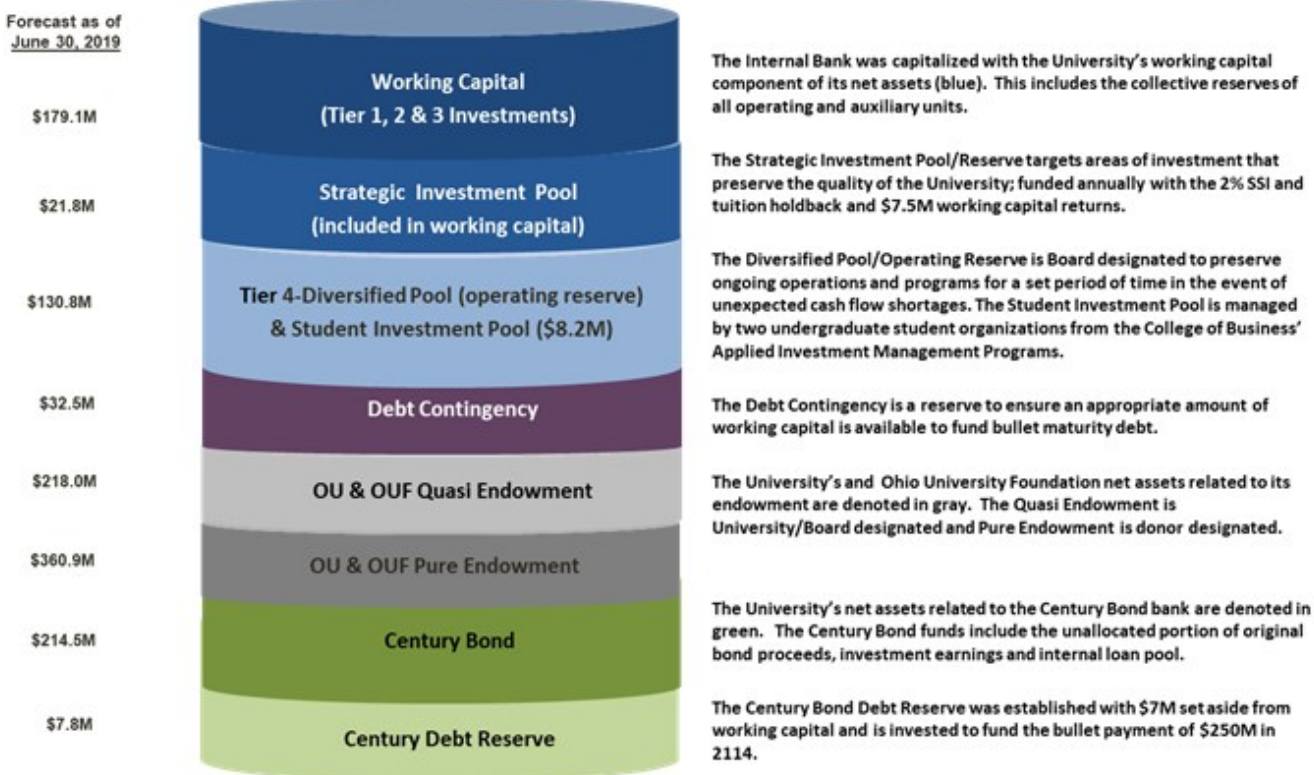 Forecast as of
June 30, 2019
$179.1M
Working Capital
(Tier 1, 2 & 3 Investments)
The Internal Bank was capitalized with the University's working capital
component of its net assets (blue). This includes the collective reserves of
all operating and auxiliary units.
$21.8M
Strategic Investment Pool
(included in working capital)
The Strategic Investment Pool/Reserve targets areas of investment that
preserve the quality of the University; funded annually with the 2% SSI and
tuition holdback and $7.5M working capital returns.
$130.8M
Tier 4-Diversified Pool (operating reserve)
& Student Investment Pool ($8.2M)
The Diversified Pool/Operating Reserve is Board designated to preserve
ongoing operations and programs for a set period of time in the event of
unexpected cash flow shortages. The Student Investment Pool is managed
by two undergraduate student organizations from the College of Business'
Applied Investment Management Programs.
$32.5M
Debt Contingency
The Debt Contingency is a reserve to ensure an appropriate amount of
working capital is available to fund bullet maturity debt.
$218.0M
OU & OUF Quasi Endowment
The University's and Ohio University Foundation net assets related to its
endowment are denoted in gray. The Quasi Endowment is
University/Board designated and Pure Endowment is donor designated.
$360.9M
OU & OUF Pure Endowment
$214.5M
Century Bond
The University's net assets related to the Century Bond bank are denoted in
green. The Century Bond funds include the unallocated portion of original
bond proceeds, investment earnings and internal loan pool.
$7.8M
Century Debt Reserve
The Century Bond Debt Reserve was established with $7M set aside from
working capital and is invested to fund the bullet payment of $250M in
2114.